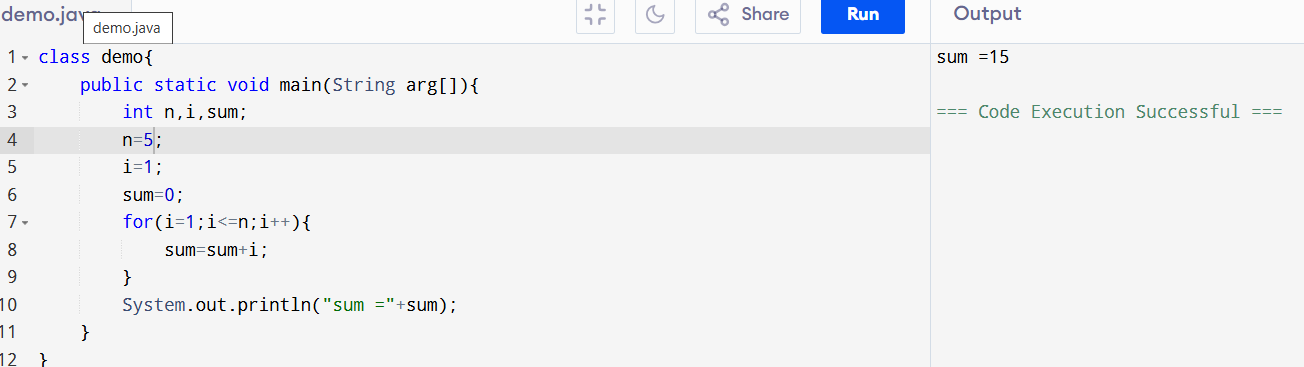 demo.java
demo.java
Share
Run
Output
1 class demo{
2 public static void main(String arg[]){
3 int n,i,sum;
4 n=5;
5 i=1;
6 sum=0;
7 for(i=1;i<=n;i++){
8 sum=sum+i;
9 }
10 System.out.println("sum ="+sum);
11 }
12 }
sum =15
=== Code Execution Successful ===